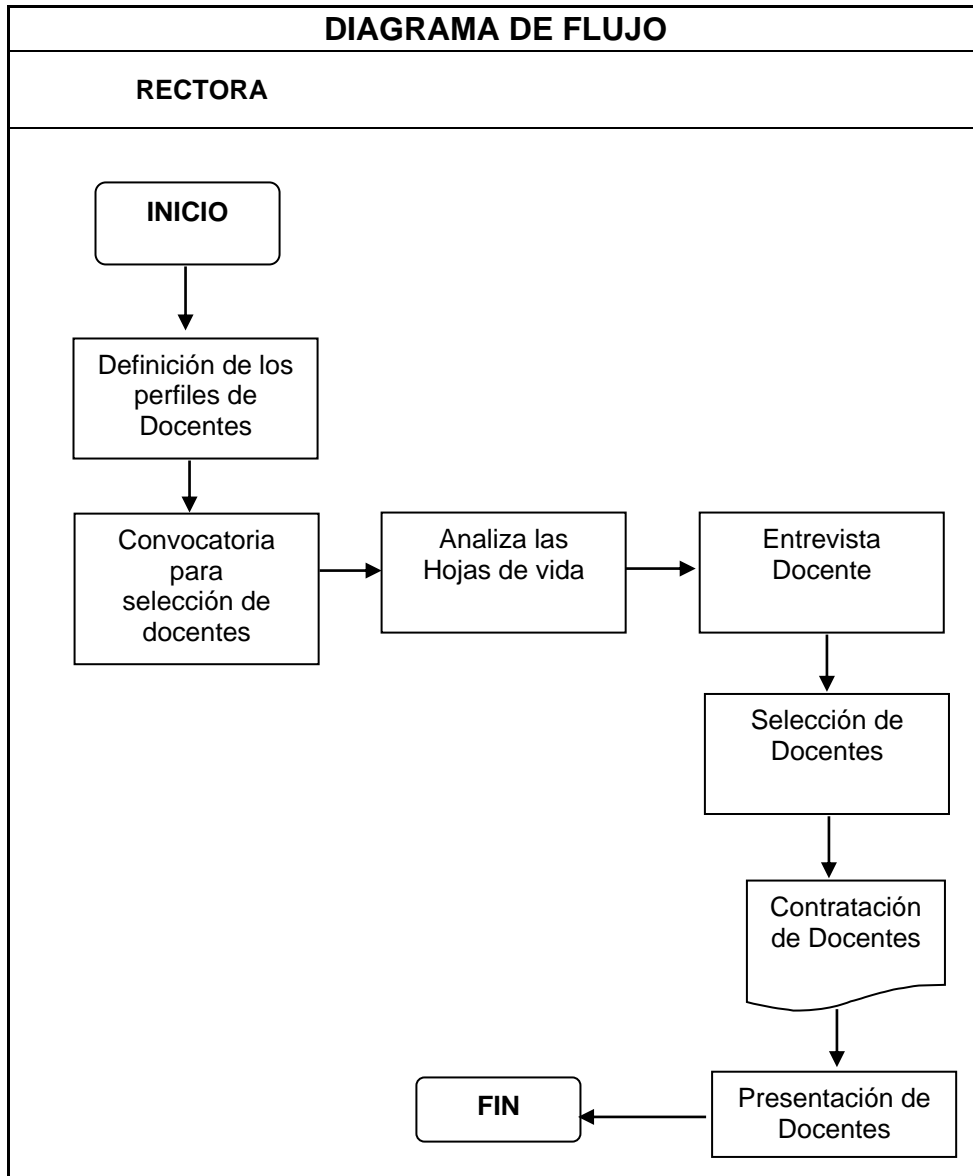 DIAGRAMA DE FLUJO
RECTORA
INICIO
Definición de los
perfiles de
Docentes
Convocatoria
para
selección de
docentes
Analiza las
Hojas de vida
Entrevista
Docente
Selección de
Docentes
Contratación
de Docentes
Presentación de
Docentes
FIN